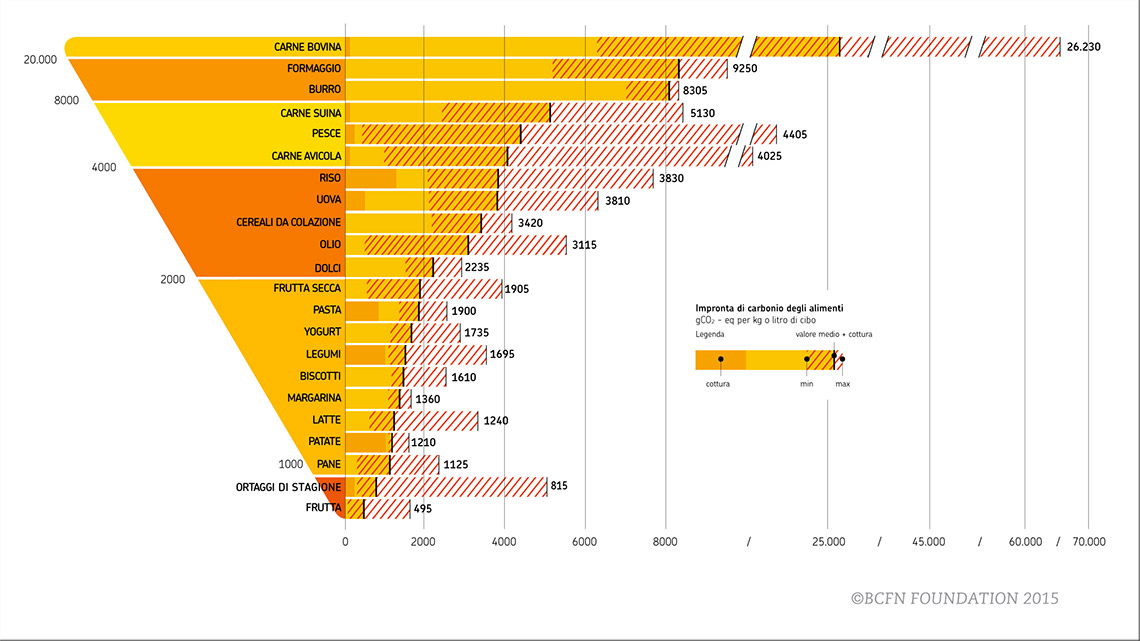 20.000
8000
4000
2000
1000
CARNE BOVINA 26.230
FORMAGGIO 9250
BURRO 8305
CARNE SUINA 5130
PESCE 4405
CARNE AVICOLA 4025
RISO 3830
UOVA 3810
CEREALI DA COLAZIONE 3420
OLIO 3115
DOLCI 2235
FRUTTA SECCA 1905
PASTA 1900
YOGURT 1735
LEGUMI 1695
BISCOTTI 1610
MARGARINA 1360
LATTE 1240
PATATE 1210
PANE 1125
ORTAGGI DI STAGIONE 815
FRUTTA 495
Impronta di carbonio degli alimenti
gCO₂ – eq per kg o litro di cibo
Legenda valore medio + cottura
cottura min max
0 2000 4000 6000 8000 / 25.000 / 45.000 / 60.000 / 70.000
©BCFN FOUNDATION 2015